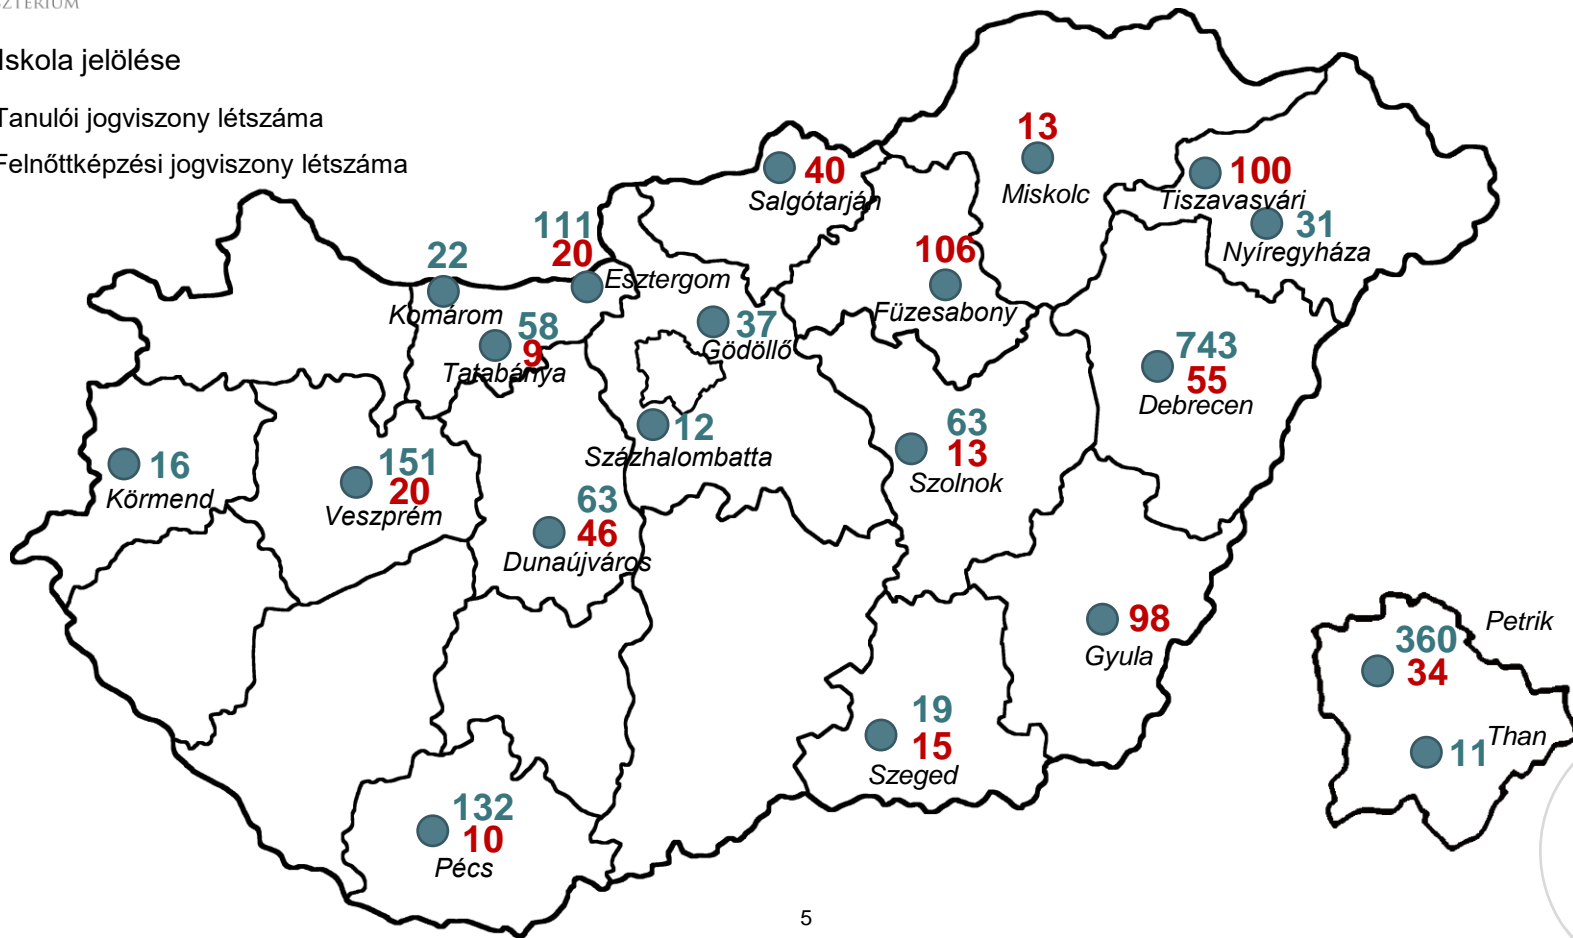 ZTÉRIUM
Iskola jelölése
Tanulói jogviszony létszáma
Felnőttképzési jogviszony létszáma
13
Miskolc
40
Salgótarján
100
Tiszavasvári
31
Nyíregyháza
111
20
Esztergom
22
Komárom
106
Füzesabony
58
9
Tatabánya
37
Gödöllő
743
55
Debrecen
12
Százhalombatta
63
13
Szolnok
16
Körmend
151
20
Veszprém
63
46
Dunaújváros
98
Gyula
Petrik
360
34
Than
11
19
15
Szeged
132
10
Pécs
5